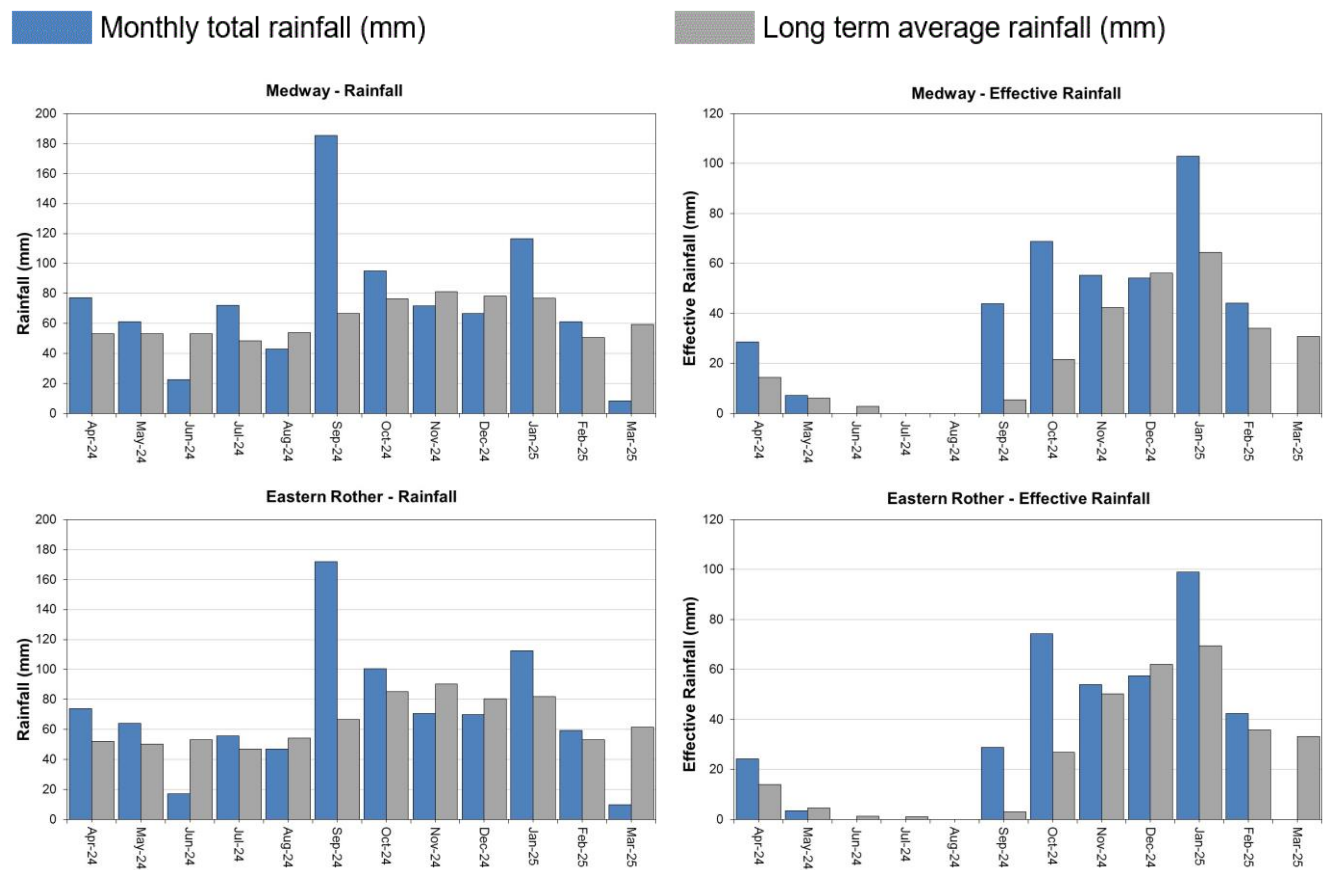 Monthly total rainfall (mm)
Long term average rainfall (mm)
Medway - Rainfall
Rainfall (mm)
200
180
160
140
120
100
80
60
40
20
0
Apr-24
May-24
Jun-24
Jul-24
Aug-24
Sep-24
Oct-24
Nov-24
Dec-24
Jan-25
Feb-25
Mar-25
Medway - Effective Rainfall
Effective Rainfall (mm)
120
100
80
60
40
20
0
Apr-24
May-24
Jun-24
Jul-24
Aug-24
Sep-24
Oct-24
Nov-24
Dec-24
Jan-25
Feb-25
Mar-25
Eastern Rother - Rainfall
Rainfall (mm)
200
180
160
140
120
100
80
60
40
20
0
Apr-24
May-24
Jun-24
Jul-24
Aug-24
Sep-24
Oct-24
Nov-24
Dec-24
Jan-25
Feb-25
Mar-25
Eastern Rother - Effective Rainfall
Effective Rainfall (mm)
120
100
80
60
40
20
0
Apr-24
May-24
Jun-24
Jul-24
Aug-24
Sep-24
Oct-24
Nov-24
Dec-24
Jan-25
Feb-25
Mar-25